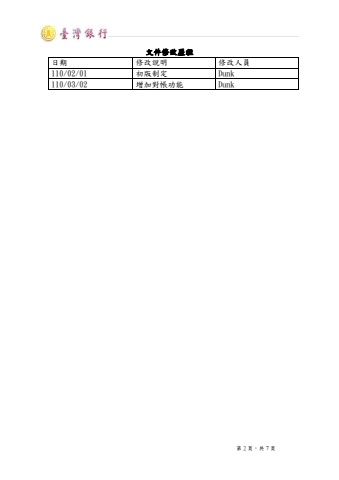 臺灣銀行
文件修改歷程
日期 修改說明 修改人員
110/02/01 初版制定 Dunk
110/03/02 增加對帳功能 Dunk
第 2 頁，共 7 頁